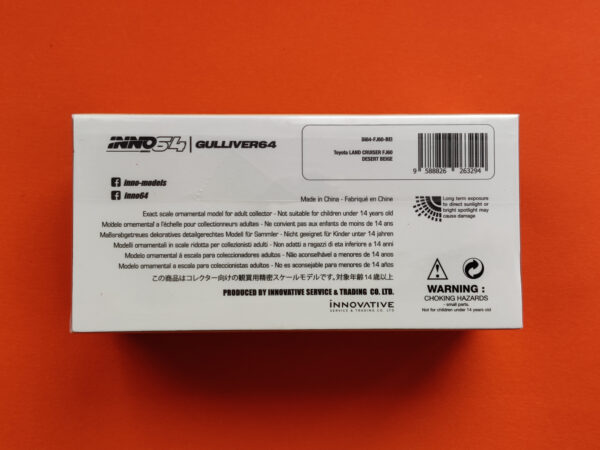 INNO64 | GULLIVER64
IN64-FJ60-BEI
Toyota LAND CRUISER FJ60
DESERT BEIGE
9 588826 263294
inno-models
inno64
Made in China - Fabriqué en Chine
Long term exposure
to direct sunlight or
bright spotlight may
cause damage
Exact scale ornamental model for adult collector - Not suitable for children under 14 years old
Modele ornamental a l'échelle pour collectionneurs adultes - Ne convient pas aux enfants de moins de 14 ans
Maßarabgetreues dekoratives detailgerechtes Modell für Sammler - Nicht geeignet für Kinder unter 14 jahren
Modelli ornamentali in scale ridotta per collezionisti adulti - Non adatti a ragazzi di eta inferiore a 14 anni
Modelo ornamental á escala para coleccionadores adultos - Não aconselhável a menores de 14 anos
Modelo ornamental a escala para coleccionistas adultos - No es aconsejable para menores de 14 años
この商品はコレクター向けの観賞用精密スケールモデルです。対象年齢14歳以上
PRODUCED BY INNOVATIVE SERVICE & TRADING CO. LTD.
INNOVATIVE
SERVICE & TRADING CO. LTD
WARNING :
CHOKING HAZARDS
- small parts.
Not for children under 14 years old